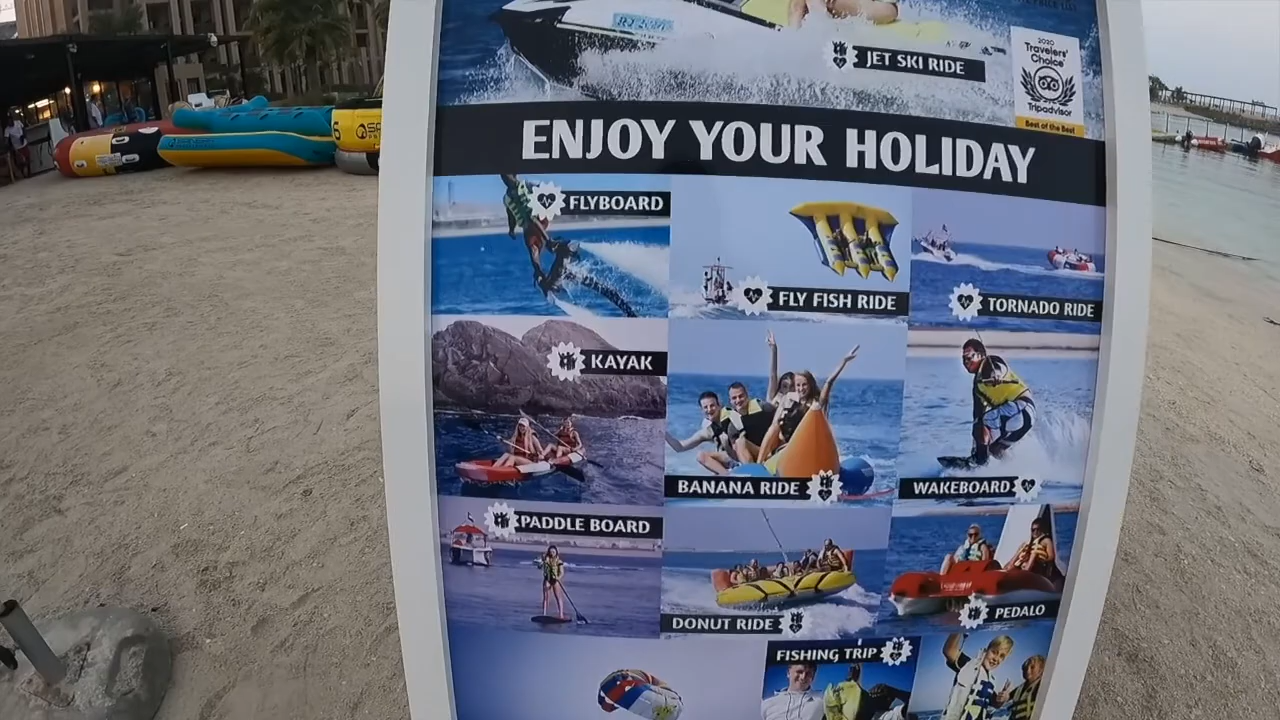 JET SKI RIDE
2020
Travelers'
Choice
Tripadvisor
Best of the Best
ENJOY YOUR HOLIDAY
FLYBOARD
FLY FISH RIDE
TORNADO RIDE
KAYAK
BANANA RIDE
WAKEBOARD
PADDLE BOARD
DONUT RIDE
PEDALO
FISHING TRIP